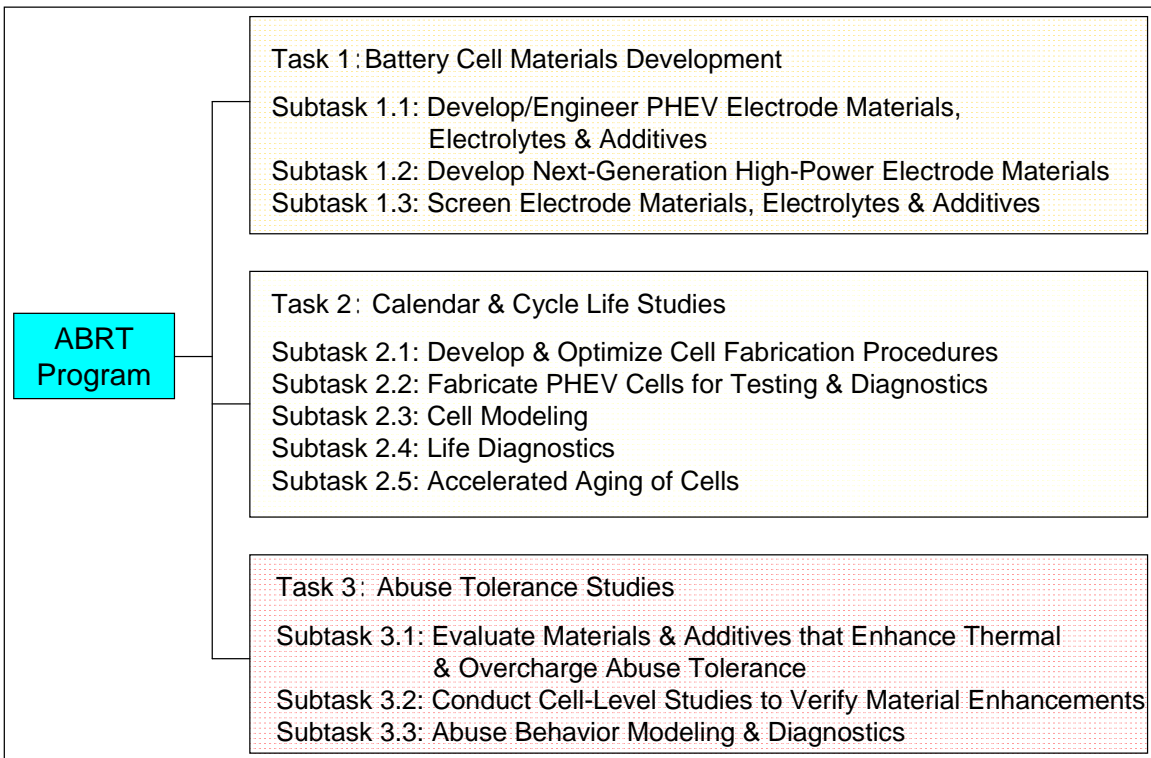 Task 1: Battery Cell Materials Development
Subtask 1.1: Develop/Engineer PHEV Electrode Materials,
Electrolytes & Additives
Subtask 1.2: Develop Next-Generation High-Power Electrode Materials
Subtask 1.3: Screen Electrode Materials, Electrolytes & Additives
ABRT
Program
Task 2: Calendar & Cycle Life Studies
Subtask 2.1: Develop & Optimize Cell Fabrication Procedures
Subtask 2.2: Fabricate PHEV Cells for Testing & Diagnostics
Subtask 2.3: Cell Modeling
Subtask 2.4: Life Diagnostics
Subtask 2.5: Accelerated Aging of Cells
Task 3: Abuse Tolerance Studies
Subtask 3.1: Evaluate Materials & Additives that Enhance Thermal
& Overcharge Abuse Tolerance
Subtask 3.2: Conduct Cell-Level Studies to Verify Material Enhancements
Subtask 3.3: Abuse Behavior Modeling & Diagnostics